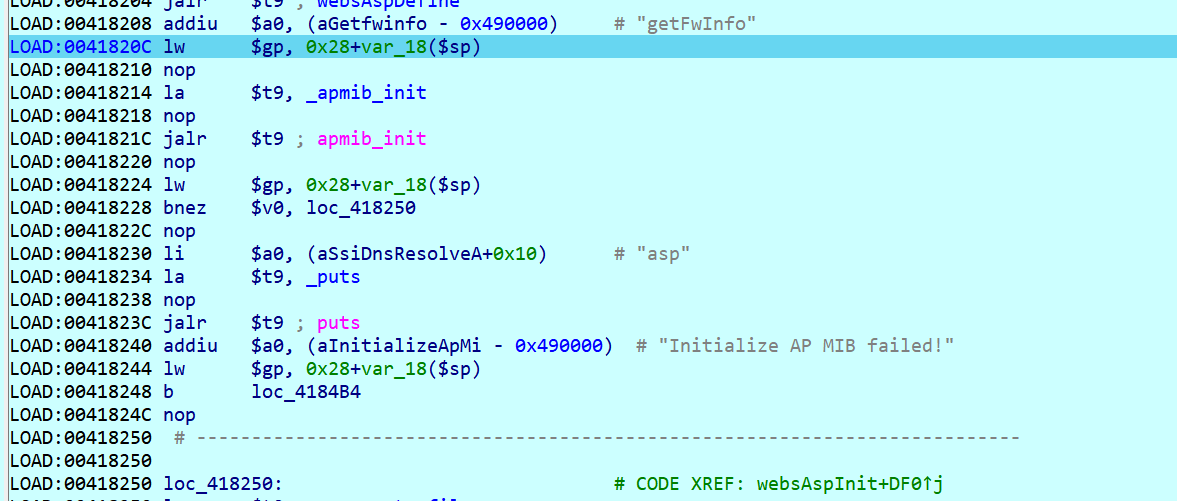 LOAD:00418204 jalr $t9 ; websAspDefine
LOAD:00418208 addiu $a0, (aGetfwinfo - 0x490000) # "getFwInfo"
LOAD:0041820C lw $gp, 0x28+var_18($sp)
LOAD:00418210 nop
LOAD:00418214 la $t9, _apmib_init
LOAD:00418218 nop
LOAD:0041821C jalr $t9 ; apmib_init
LOAD:00418220 nop
LOAD:00418224 lw $gp, 0x28+var_18($sp)
LOAD:00418228 bnez $v0, loc_418250
LOAD:0041822C nop
LOAD:00418230 li $a0, (aSsiDnsResolveA+0x10) # "asp"
LOAD:00418234 la $t9, _puts
LOAD:00418238 nop
LOAD:0041823C jalr $t9 ; puts
LOAD:00418240 addiu $a0, (aInitializeApMi - 0x490000) # "Initialize AP MIB failed!"
LOAD:00418244 lw $gp, 0x28+var_18($sp)
LOAD:00418248 b loc_4184B4
LOAD:0041824C nop
LOAD:00418250 # ---------------------------------------------------------------------------
LOAD:00418250
LOAD:00418250 loc_418250: # CODE XREF: websAspInit+DF0↑j